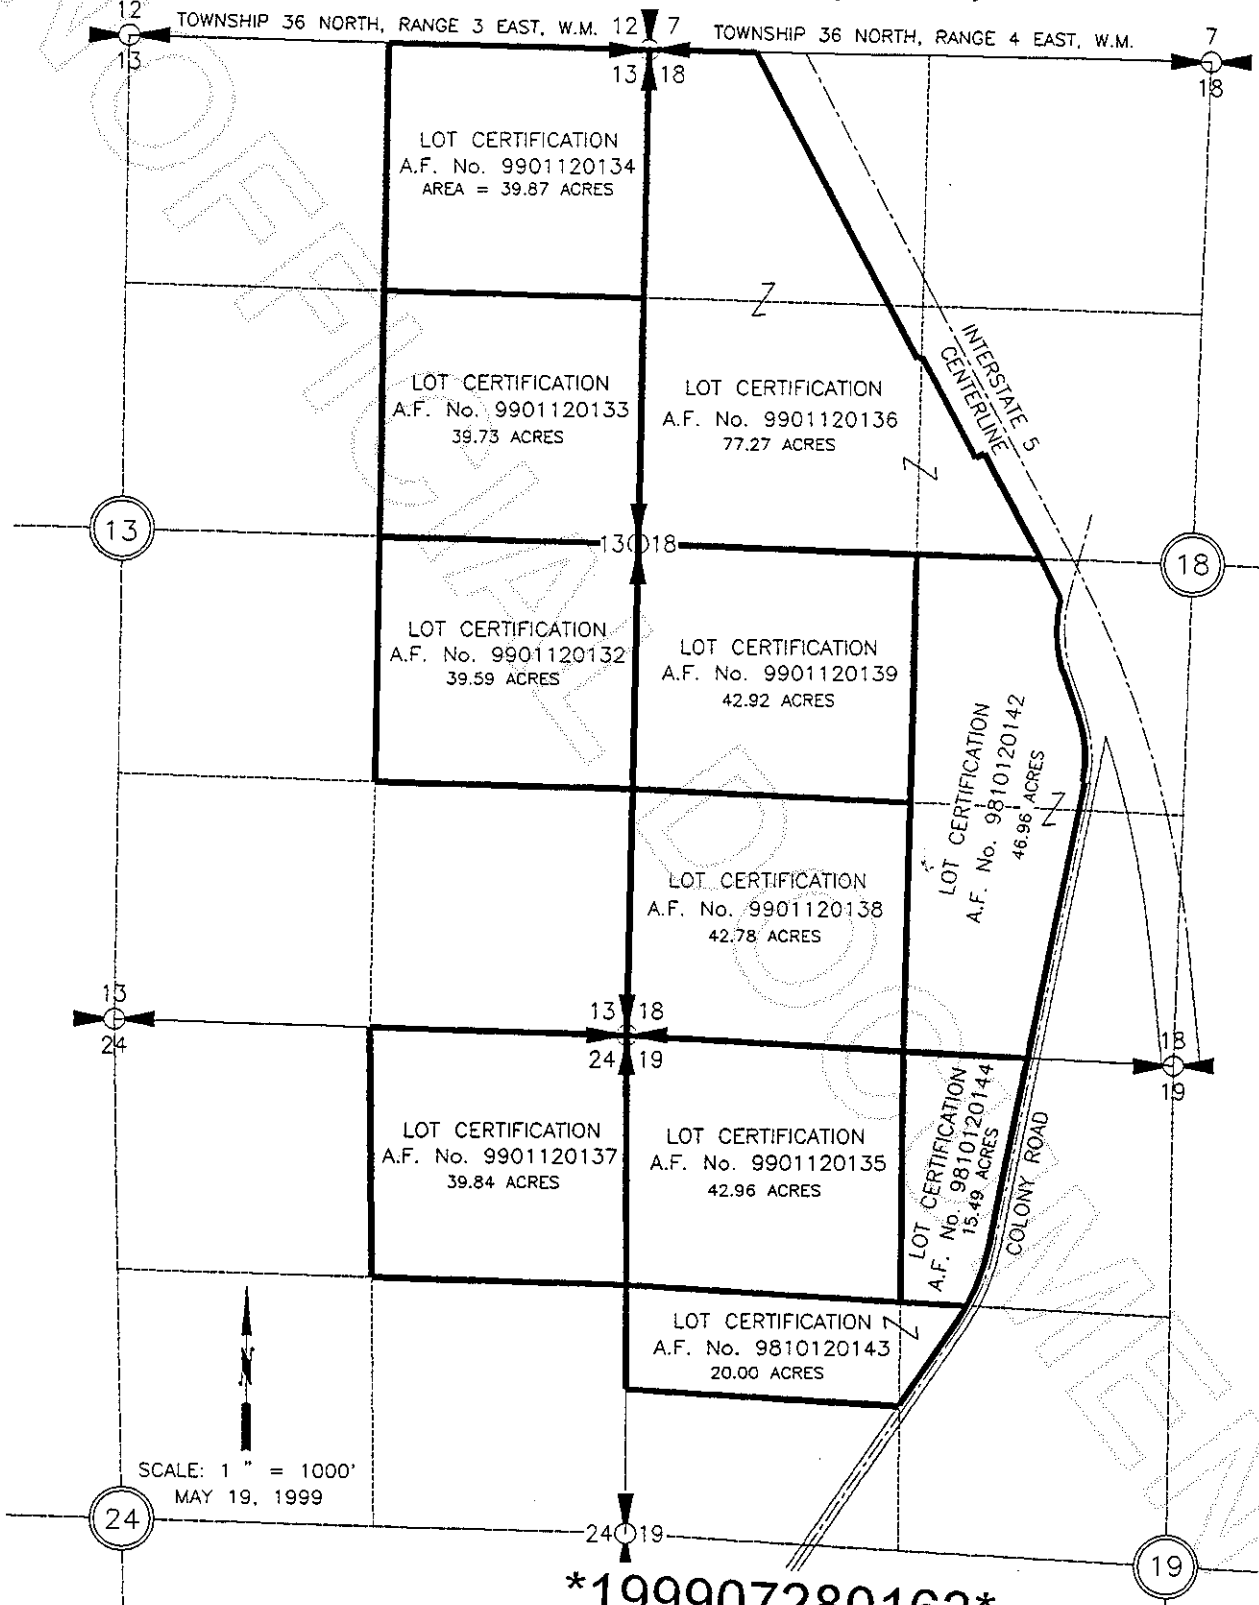 12
TOWNSHIP 36 NORTH, RANGE 3 EAST, W.M.
12 7
TOWNSHIP 36 NORTH, RANGE 4 EAST, W.M.
7
13
13 18
18
LOT CERTIFICATION
A.F. No. 9901120134
AREA = 39.87 ACRES
INTERSTATE 5
CENTERLINE
LOT CERTIFICATION
A.F. No. 9901120133
39.73 ACRES
LOT CERTIFICATION
A.F. No. 9901120136
77.27 ACRES
13
13 18
18
LOT CERTIFICATION
A.F. No. 9901120132
39.59 ACRES
LOT CERTIFICATION
A.F. No. 9901120139
42.92 ACRES
LOT CERTIFICATION
A.F. No. 9810120142
46.96 ACRES
LOT CERTIFICATION
A.F. No. 9901120138
42.78 ACRES
13
24
13 18
24 19
18
19
LOT CERTIFICATION
A.F. No. 9901120137
39.84 ACRES
LOT CERTIFICATION
A.F. No. 9901120135
42.96 ACRES
LOT CERTIFICATION
A.F. No. 9810120144
15.49 ACRES
COLONY ROAD
LOT CERTIFICATION
A.F. No. 9810120143
20.00 ACRES
N
SCALE: 1 " = 1000'
MAY 19, 1999
24
24 19
19
UNOFFICIAL DOCUMENT